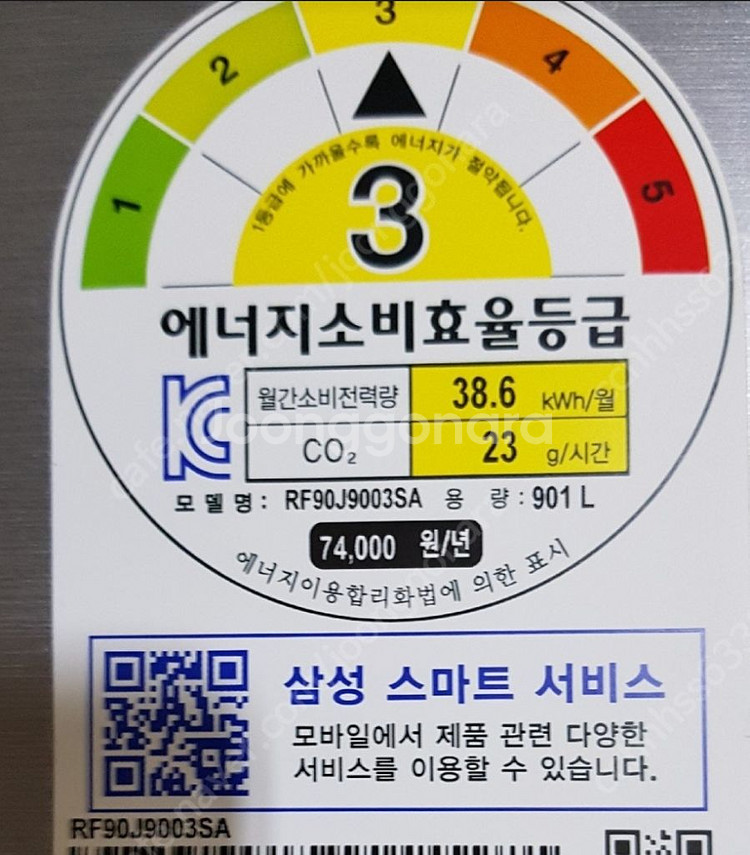 1
2
3
4
5
1등급에 가까울수록 에너지가 절약됩니다.
3
에너지소비효율등급
월간소비전력량 38.6 kWh/월
CO₂ 23 g/시간
모델명: RF90J9003SA 용 량: 901 L
74,000 원/년
에너지이용합리화법에 의한 표시
삼성 스마트 서비스
모바일에서 제품 관련 다양한
서비스를 이용할 수 있습니다.
RF90J9003SA
joonggonara